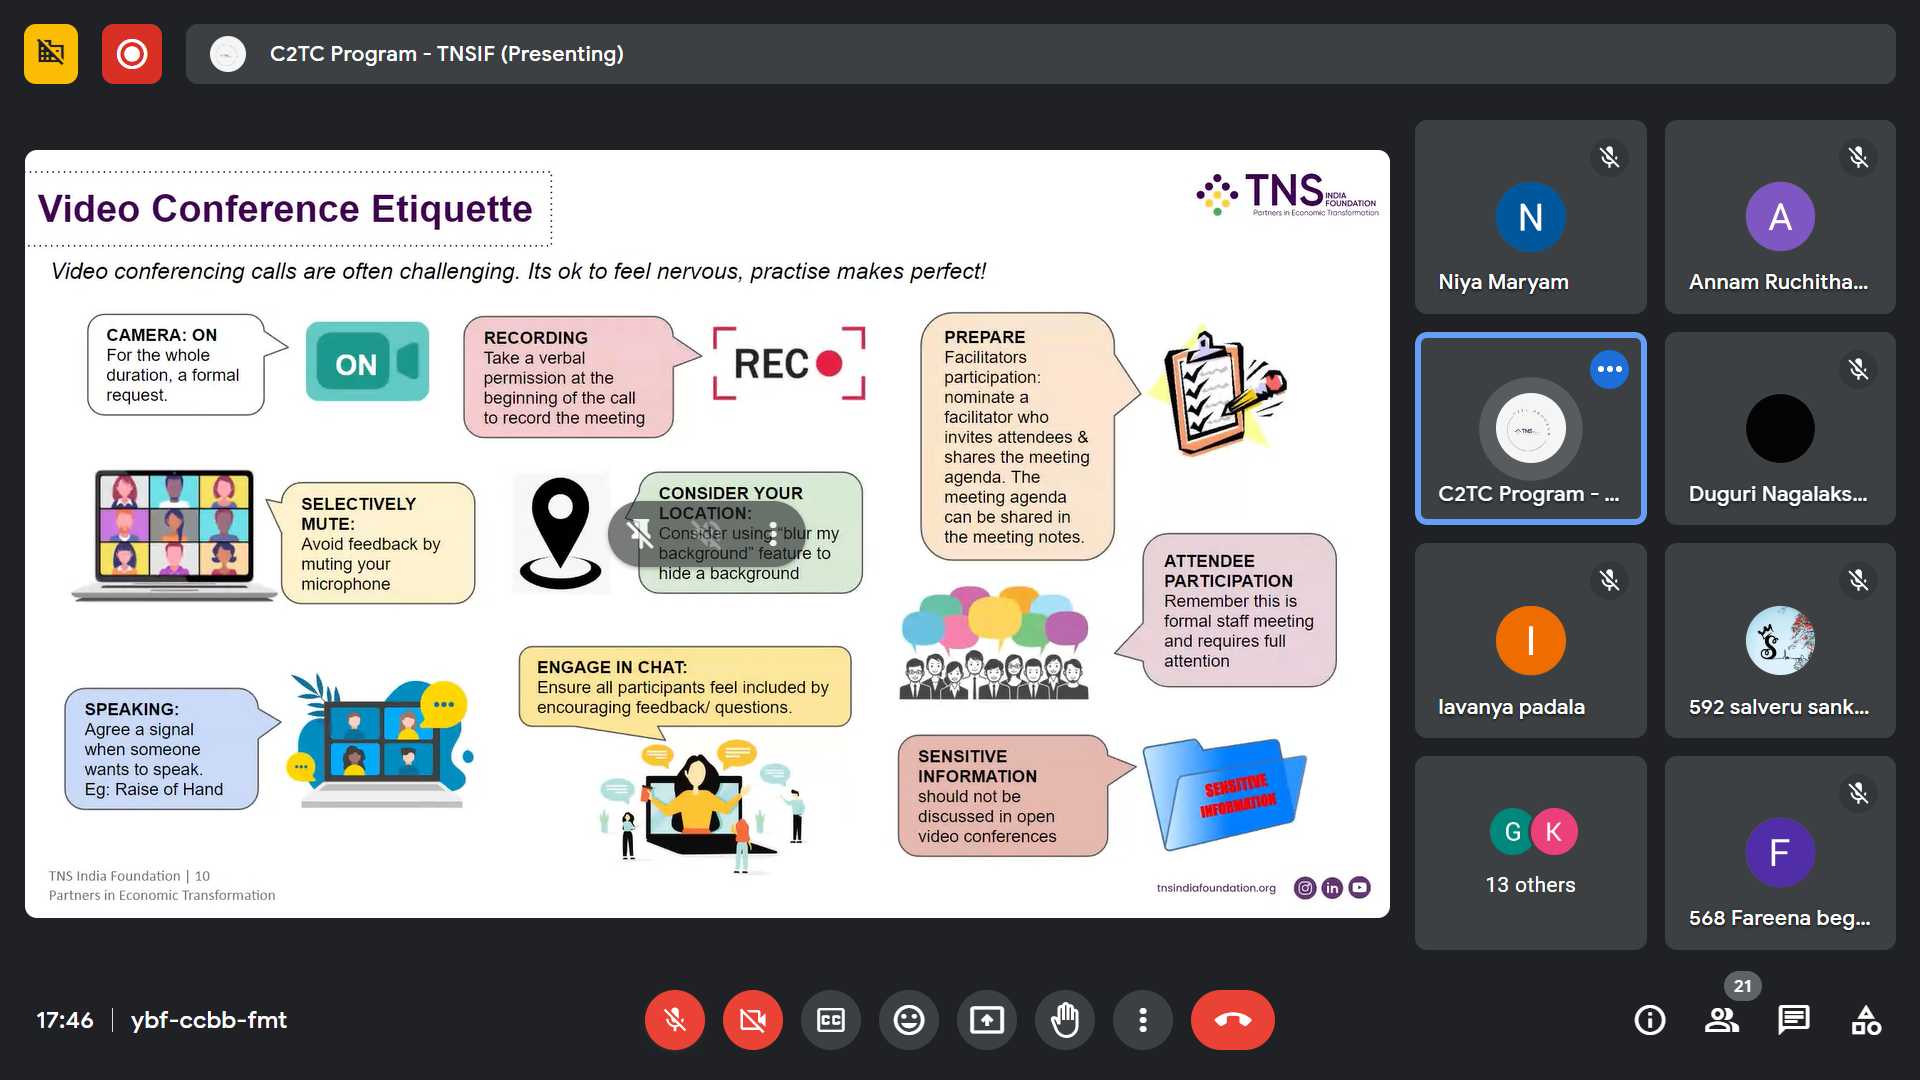 C2TC Program - TNSIF (Presenting)
Video Conference Etiquette
TNS INDIA
FOUNDATION
Partners in Economic Transformation
Video conferencing calls are often challenging. Its ok to feel nervous, practise makes perfect!
CAMERA: ON
For the whole
duration, a formal
request.
ON
RECORDING
Take a verbal
permission at the
beginning of the call
to record the meeting
REC
PREPARE
Facilitators
participation:
nominate a
facilitator who
invites attendees &
shares the meeting
agenda. The
meeting agenda
can be shared in
the meeting notes.
SELECTIVELY
MUTE:
Avoid feedback by
muting your
microphone
CONSIDER YOUR
LOCATION:
Consider using "blur my
background" feature to
hide a background
ATTENDEE
PARTICIPATION
Remember this is
formal staff meeting
and requires full
attention
SPEAKING:
Agree a signal
when someone
wants to speak.
Eg: Raise of Hand
ENGAGE IN CHAT:
Ensure all participants feel included by
encouraging feedback/ questions.
SENSITIVE
INFORMATION
should not be
discussed in open
video conferences
SENSITIVE
INFORMATION
TNS India Foundation | 10
Partners in Economic Transformation
tnsindiafoundation.org
in
N
Niya Maryam
A
Annam Ruchitha...
TNS
C2TC Program - ...
Duguri Nagalaks...
l
lavanya padala
S
592 salveru sank...
G K
13 others
F
568 Fareena beg...
17:46 | ybf-ccbb-fmt
CC
21